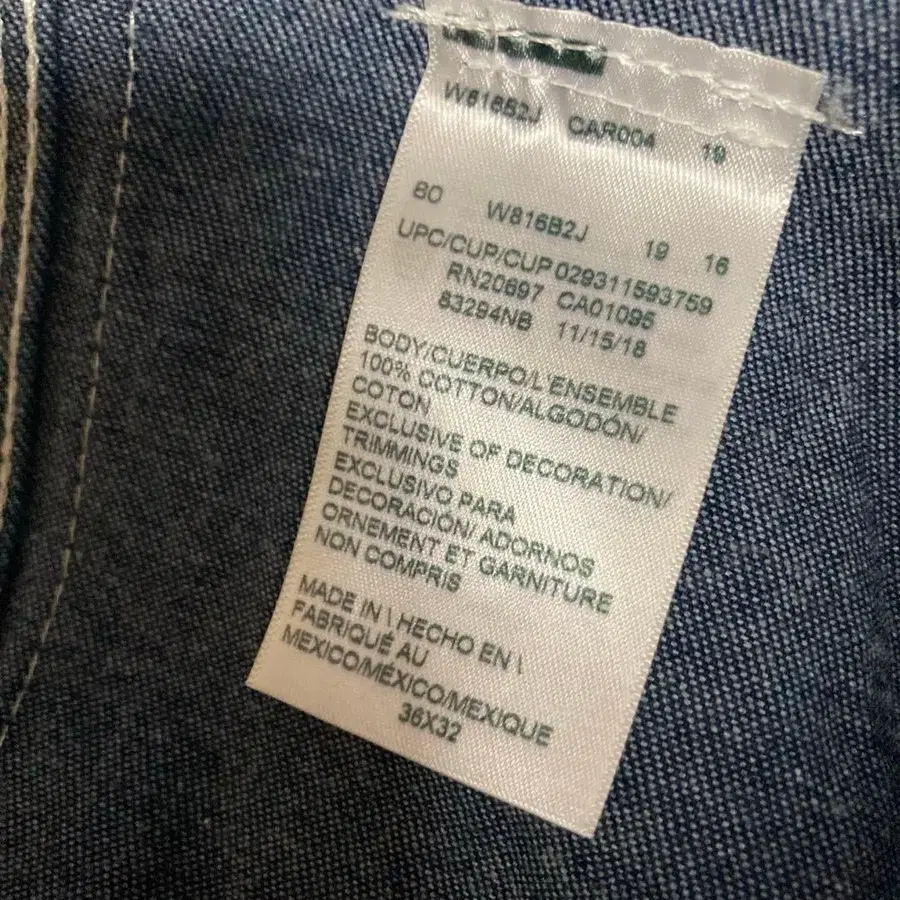 W816B2J CAR004 19
80 W816B2J 19 16
UPC/CUP/CUP 029311593759
RN20697 CA01095
83294NB 11/15/18
BODY/CUERPO/L'ENSEMBLE
100% COTTON/ALGODÓN/
COTON
EXCLUSIVE OF DECORATION/
TRIMMINGS
EXCLUSIVO PARA
DECORACIÓN/ ADORNOS
ORNEMENT ET GARNITURE
NON COMPRIS
MADE IN \ HECHO EN \
FABRIQUÉ AU
MEXICO/MÉXICO/MEXIQUE
36X32